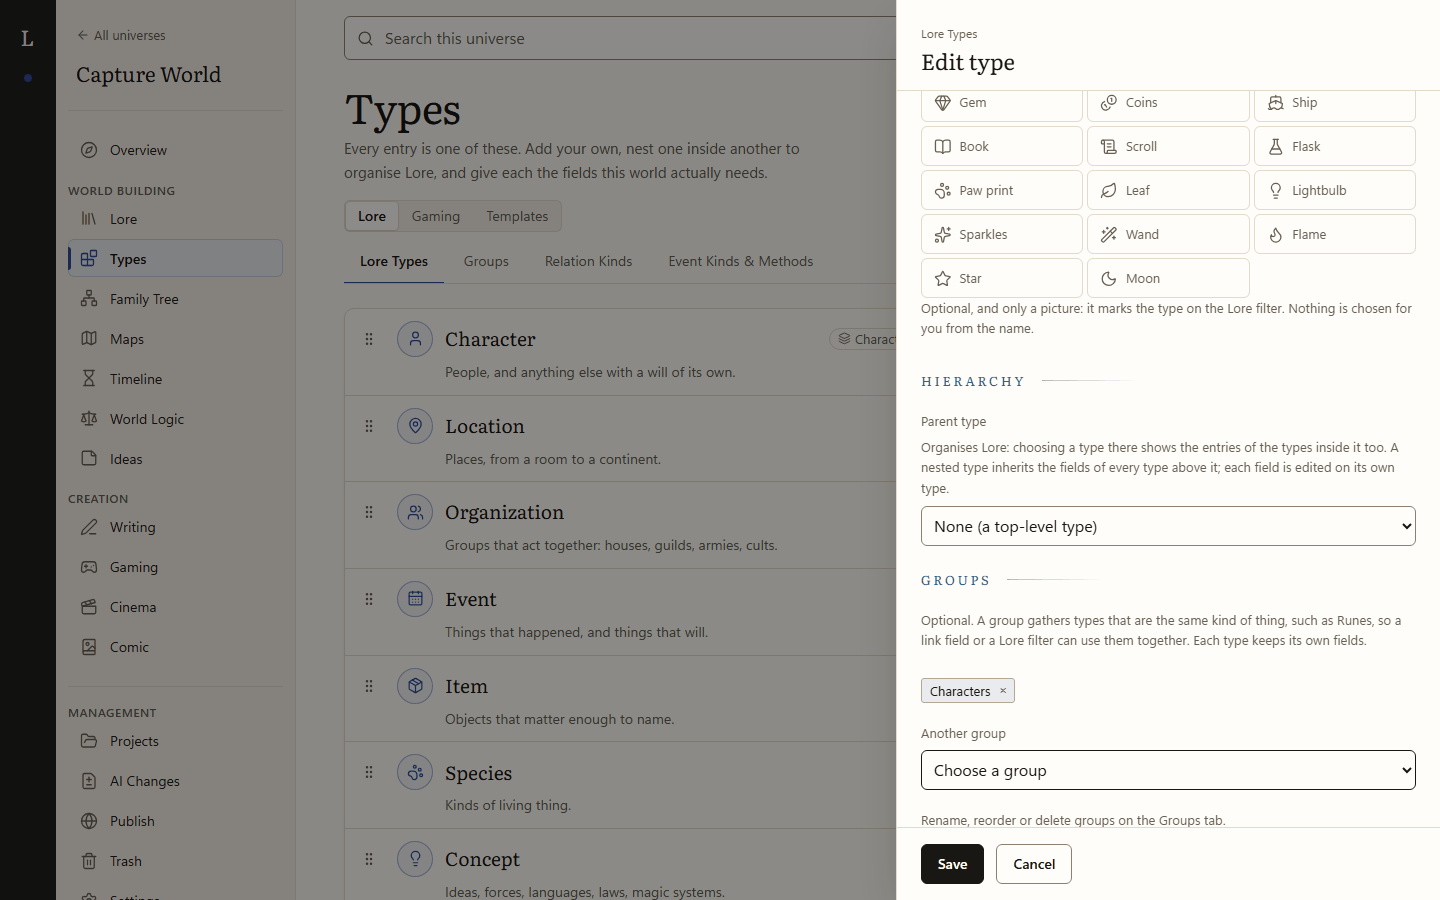 L
All universes
Capture World
Overview
WORLD BUILDING
Lore
Types
Family Tree
Maps
Timeline
World Logic
Ideas
CREATION
Writing
Gaming
Cinema
Comic
MANAGEMENT
Projects
AI Changes
Publish
Trash
Settings
Search this universe
Types
Every entry is one of these. Add your own, nest one inside another to
organise Lore, and give each the fields this world actually needs.
Lore Gaming Templates
Lore Types Groups Relation Kinds Event Kinds & Methods
Character
People, and anything else with a will of its own.
Location
Places, from a room to a continent.
Organization
Groups that act together: houses, guilds, armies, cults.
Event
Things that happened, and things that will.
Item
Objects that matter enough to name.
Species
Kinds of living thing.
Concept
Ideas, forces, languages, laws, magic systems.
Lore Types
Edit type
Gem Coins Ship
Book Scroll Flask
Paw print Leaf Lightbulb
Sparkles Wand Flame
Star Moon
Optional, and only a picture: it marks the type on the Lore filter. Nothing is chosen for
you from the name.
HIERARCHY
Parent type
Organises Lore: choosing a type there shows the entries of the types inside it too. A
nested type inherits the fields of every type above it; each field is edited on its own
type.
None (a top-level type)
GROUPS
Optional. A group gathers types that are the same kind of thing, such as Runes, so a
link field or a Lore filter can use them together. Each type keeps its own fields.
Characters ×
Another group
Choose a group
Rename, reorder or delete groups on the Groups tab.
Save Cancel